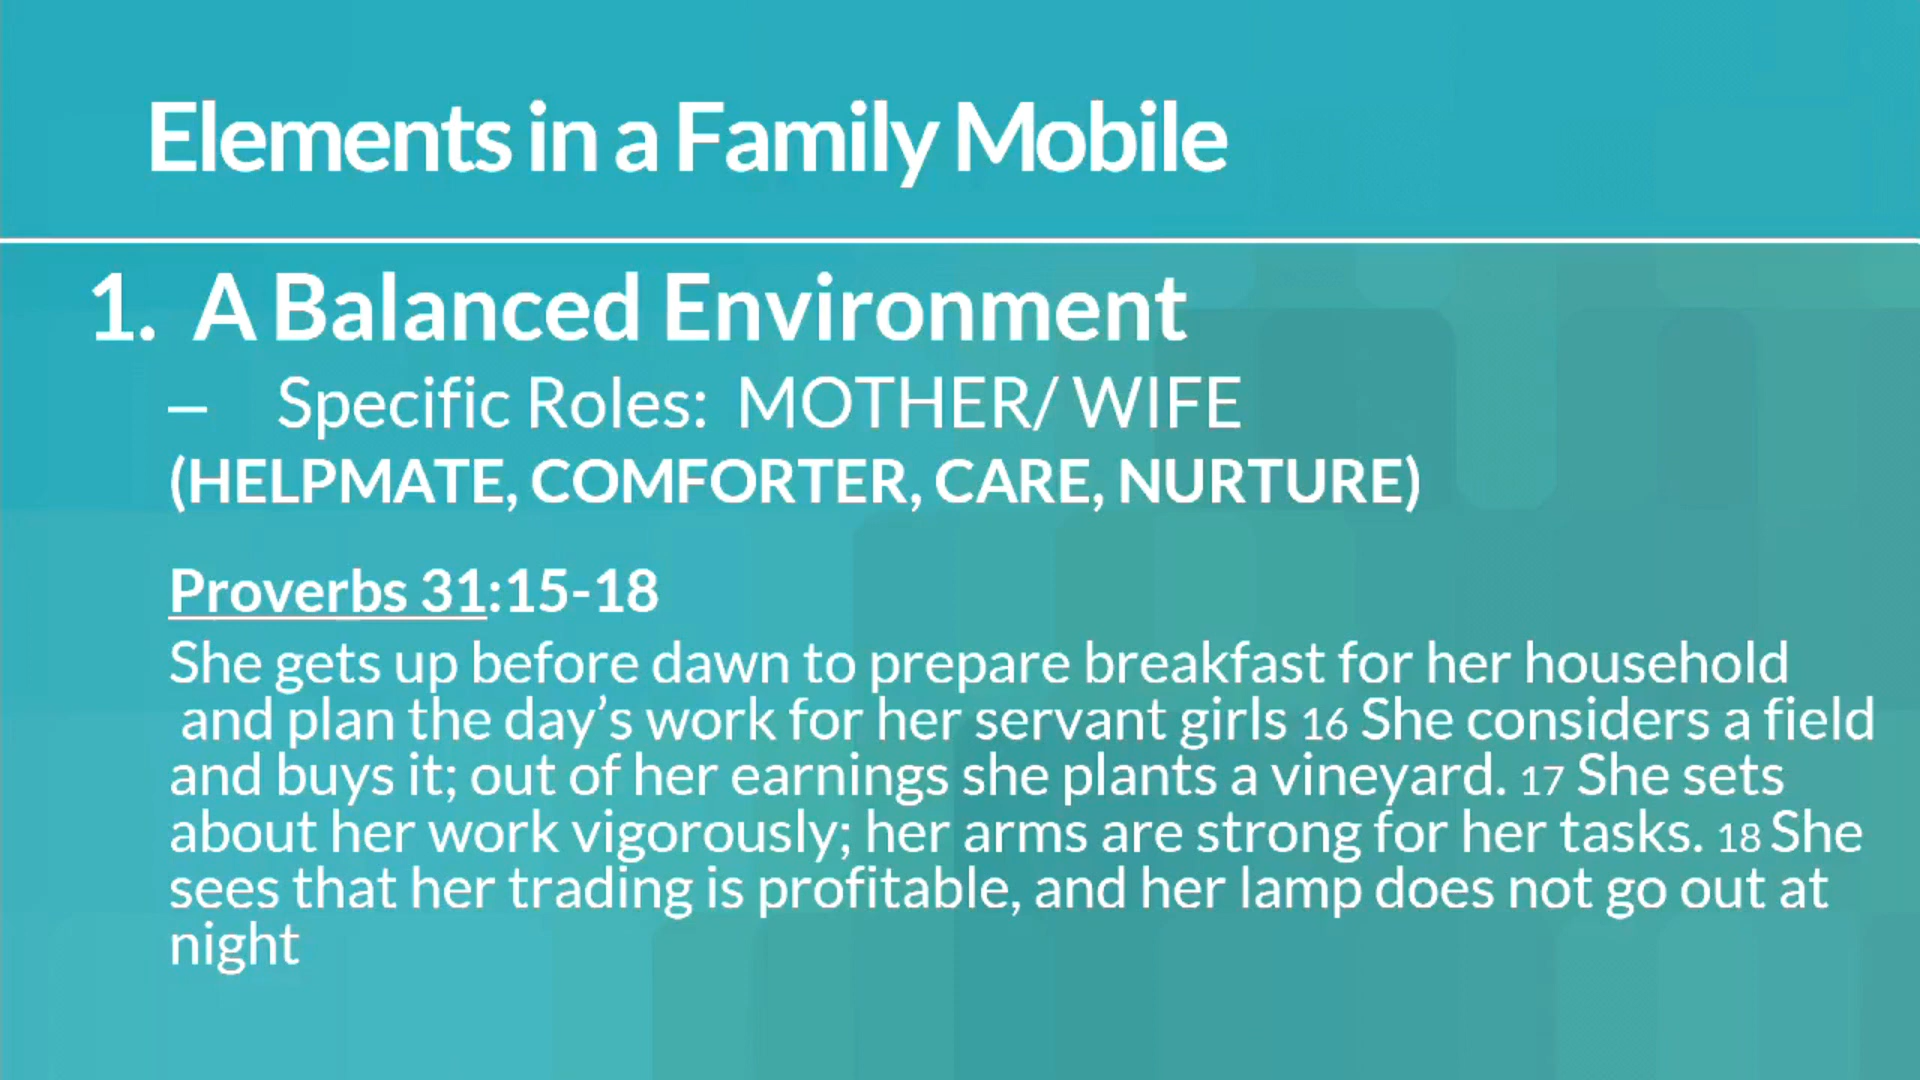 Elements in a Family Mobile
1. A Balanced Environment
– Specific Roles: MOTHER/ WIFE
(HELPMATE, COMFORTER, CARE, NURTURE)
Proverbs 31:15-18
She gets up before dawn to prepare breakfast for her household
and plan the day’s work for her servant girls 16 She considers a field
and buys it; out of her earnings she plants a vineyard. 17 She sets
about her work vigorously; her arms are strong for her tasks. 18 She
sees that her trading is profitable, and her lamp does not go out at
night